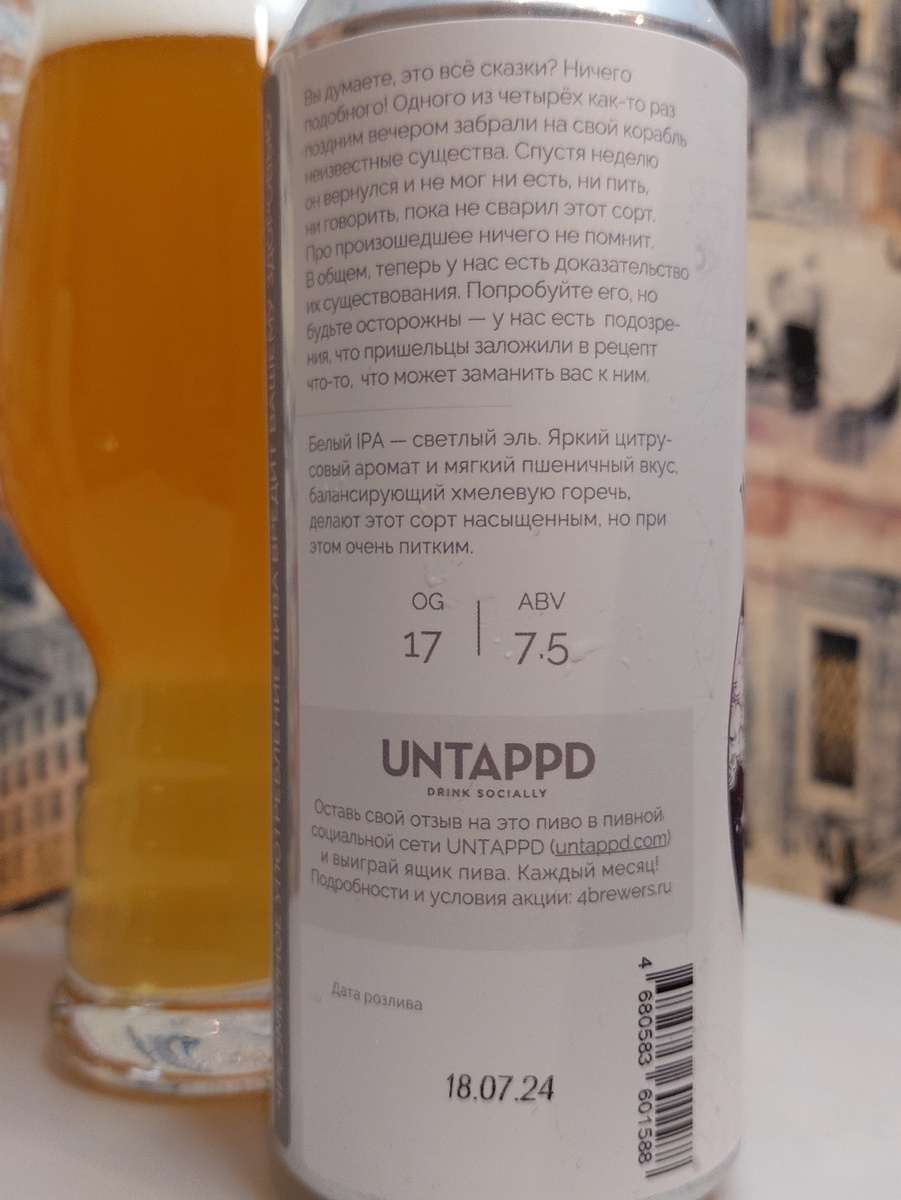 Вы думаете, это всё сказки? Ничего
подобного! Одного из четырёх как-то раз
поздним вечером забрали на свой корабль
неизвестные существа. Спустя неделю
он вернулся и не мог ни есть, ни пить,
ни говорить, пока не сварил этот сорт.
Про произошедшее ничего не помнит.
В общем, теперь у нас есть доказательство
их существования. Попробуйте его, но
будьте осторожны — у нас есть подозре-
ния, что пришельцы заложили в рецепт
что-то, что может заманить вас к ним.
Белый IPA — светлый эль. Яркий цитру-
совый аромат и мягкий пшеничный вкус,
балансирующий хмелевую горечь,
делают этот сорт насыщенным, но при
этом очень питким.
OG ABV
17 7.5
UNTAPPD
DRINK SOCIALLY
Оставь свой отзыв на это пиво в пивной
социальной сети UNTAPPD (untappd.com)
и выиграй ящик пива. Каждый месяц!
Подробности и условия акции: 4brewers.ru
Дата розлива
18.07.24
4 680583 601588
УПОТРЕБЛЕНИЕ ПИВА ВРЕДИТ ВАШЕМУ ЗДОРОВЬЮ